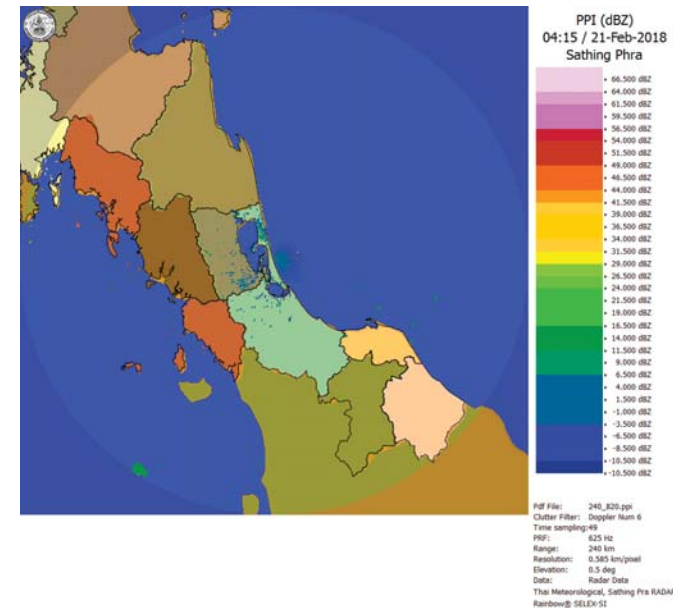 PPI (dBZ)
04:15 / 21-Feb-2018
Sathing Phra
66.500 dBZ
64.000 dBZ
61.500 dBZ
59.500 dBZ
56.500 dBZ
54.000 dBZ
51.500 dBZ
49.000 dBZ
46.500 dBZ
44.000 dBZ
41.500 dBZ
39.000 dBZ
36.500 dBZ
34.000 dBZ
31.500 dBZ
29.000 dBZ
26.500 dBZ
24.000 dBZ
21.500 dBZ
19.000 dBZ
16.500 dBZ
14.000 dBZ
11.500 dBZ
9.000 dBZ
6.500 dBZ
4.000 dBZ
1.500 dBZ
-1.000 dBZ
-3.500 dBZ
-6.500 dBZ
-8.500 dBZ
-10.500 dBZ
-10.500 dBZ
Pdf File: 240_B20.ppi
Clutter Filter: Doppler Num 6
Time sampling:49
PRF: 625 Hz
Range: 240 km
Resolution: 0.585 km/pixel
Elevation: 0.5 deg
Data: Radar Data
Thai Meteorological, Sathing Pra RADAR
Rainbow® SELEX-SI